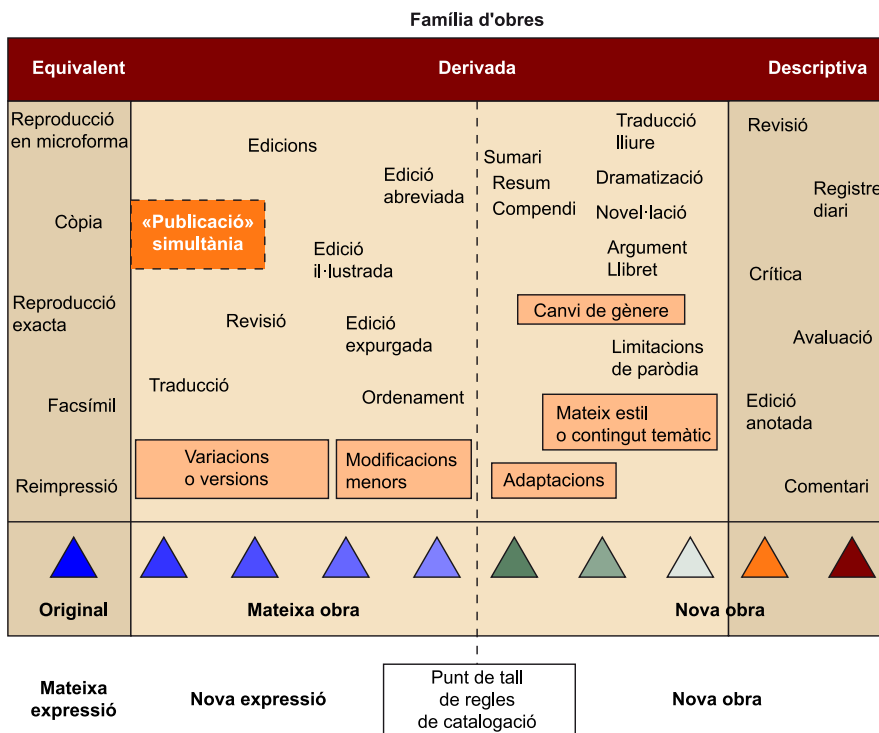 Família d'obres
Equivalent
Derivada
Descriptiva
Reproducció
en microforma
Còpia
Reproducció
exacta
Facsímil
Reimpressió
Edicions
Edició
abreviada
«Publicació»
simultània
Edició
il·lustrada
Revisió
Edició
expurgada
Traducció
Ordenament
Variacions
o versions
Modificacions
menors
Traducció
lliure
Sumari
Resum
Compendi
Dramatizació
Novel·lació
Argument
Llibret
Canvi de gènere
Limitacions
de paròdia
Mateix estil
o contingut temàtic
Adaptacions
Revisió
Registre
diari
Crítica
Avaluació
Edició
anotada
Comentari
Original
Mateixa obra
Nova obra
Mateixa
expressió
Nova expressió
Punt de tall
de regles
de catalogació
Nova obra